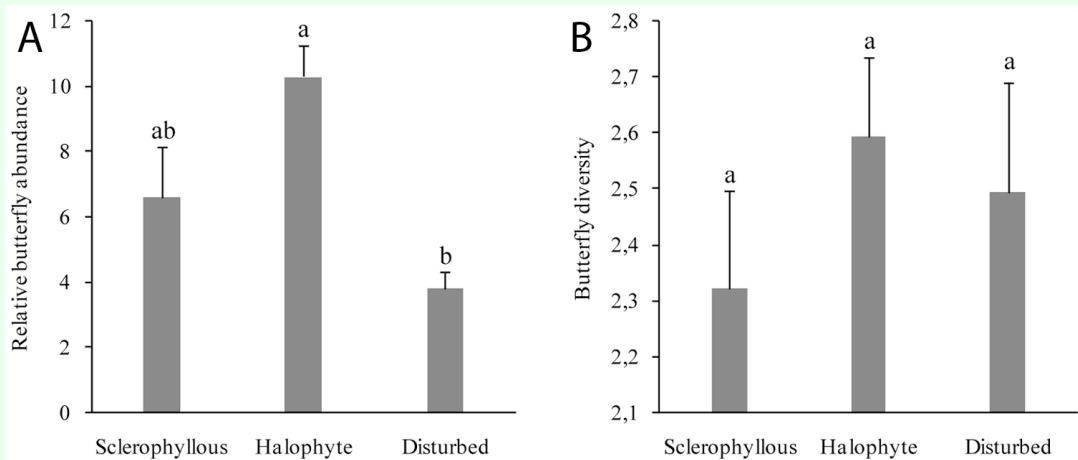 A
Relative butterfly abundance
12
10
8
6
4
2
0
ab
a
b
Sclerophyllous Halophyte Disturbed
B
Butterfly diversity
2,8
2,7
2,6
2,5
2,4
2,3
2,2
2,1
a
a
a
Sclerophyllous Halophyte Disturbed